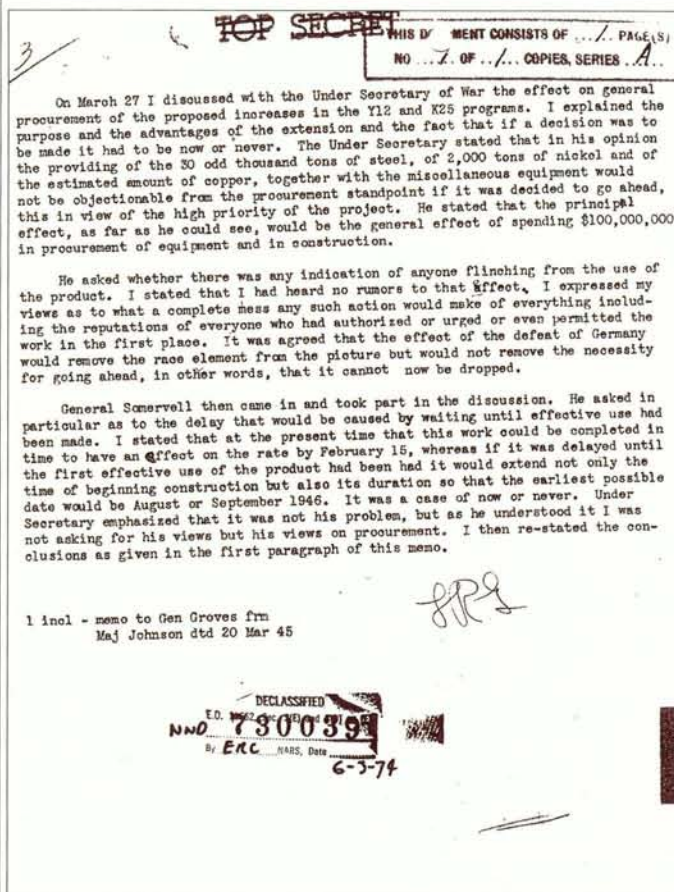 3
TOP SECRET
THIS D MENT CONSISTS OF ...1.. PAGE(S)
NO ...1. OF ../... COPIES, SERIES .A..
On March 27 I discussed with the Under Secretary of War the effect on general
procurement of the proposed increases in the Y12 and K25 programs. I explained the
purpose and the advantages of the extension and the fact that if a decision was to
be made it had to be now or never. The Under Secretary stated that in his opinion
the providing of the 30 odd thousand tons of steel, of 2,000 tons of nickel and of
the estimated amount of copper, together with the miscellaneous equipment would
not be objectionable from the procurement standpoint if it was decided to go ahead,
this in view of the high priority of the project. He stated that the principal
effect, as far as he could see, would be the general effect of spending $100,000,000
in procurement of equipment and in construction.
He asked whether there was any indication of anyone flinching from the use of
the product. I stated that I had heard no rumors to that effect. I expressed my
views as to what a complete mess any such action would make of everything includ-
ing the reputations of everyone who had authorized or urged or even permitted the
work in the first place. It was agreed that the effect of the defeat of Germany
would remove the race element from the picture but would not remove the necessity
for going ahead, in other words, that it cannot now be dropped.
General Somervell then came in and took part in the discussion. He asked in
particular as to the delay that would be caused by waiting until effective use had
been made. I stated that at the present time that this work could be completed in
time to have an effect on the rate by February 15, whereas if it was delayed until
the first effective use of the product had been had it would extend not only the
time of beginning construction but also its duration so that the earliest possible
date would be August or September 1946. It was a case of now or never. Under
Secretary emphasized that it was not his problem, but as he understood it I was
not asking for his views but his views on procurement. I then re-stated the con-
clusions as given in the first paragraph of this memo.
LRG
1 incl - memo to Gen Groves frm
Maj Johnson dtd 20 Mar 45
DECLASSIFIED
E.O.
NND 730039
By ERC NARS, Date 6-3-74